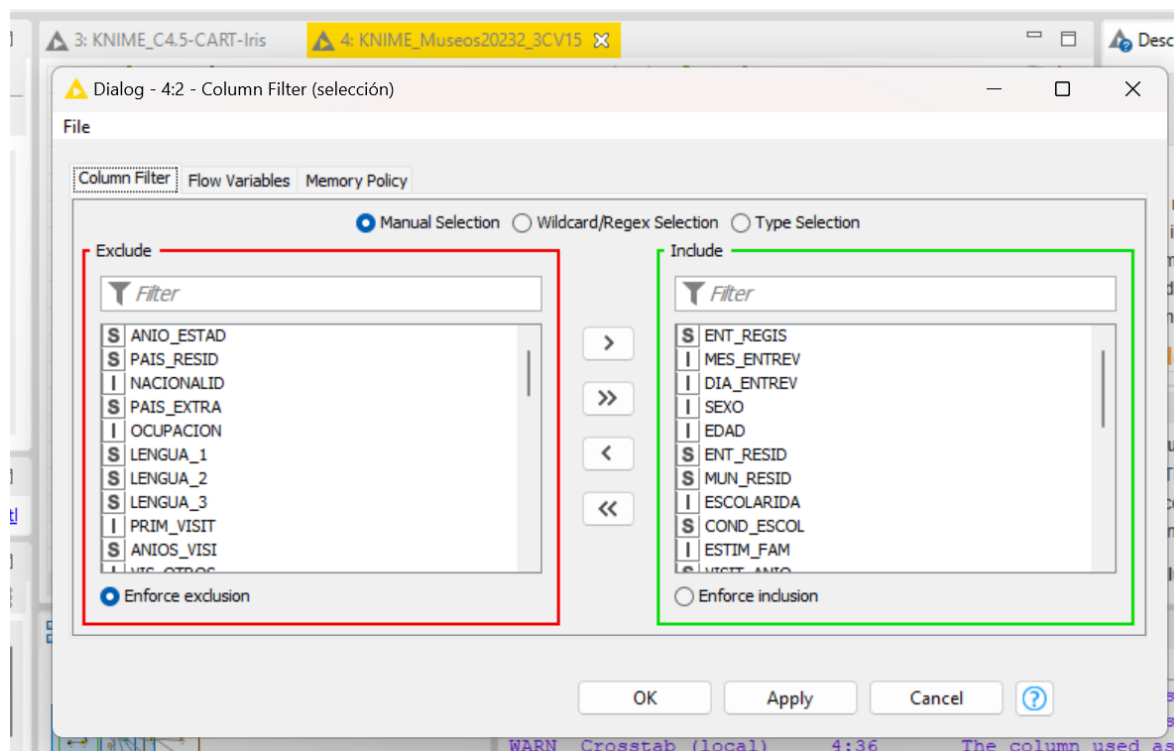 3: KNIME_C4.5-CART-Iris
4: KNIME_Museos20232_3CV15
Desc
Dialog - 4:2 - Column Filter (selección)
File
Column Filter
Flow Variables
Memory Policy
Manual Selection
Wildcard/Regex Selection
Type Selection
Exclude
Filter
S ANIO_ESTAD
S PAIS_RESID
I NACIONALID
S PAIS_EXTRA
I OCUPACION
S LENGUA_1
S LENGUA_2
S LENGUA_3
I PRIM_VISIT
S ANIOS_VISI
I VIS_OTROS
Enforce exclusion
>
>>
<
<<
Include
Filter
S ENT_REGIS
I MES_ENTREV
I DIA_ENTREV
I SEXO
I EDAD
S ENT_RESID
S MUN_RESID
I ESCOLARIDA
S COND_ESCOL
I ESTIM_FAM
S VISIT_ANIO
Enforce inclusion
OK
Apply
Cancel
?
WARN Crosstab (local) 4:36 The column used as